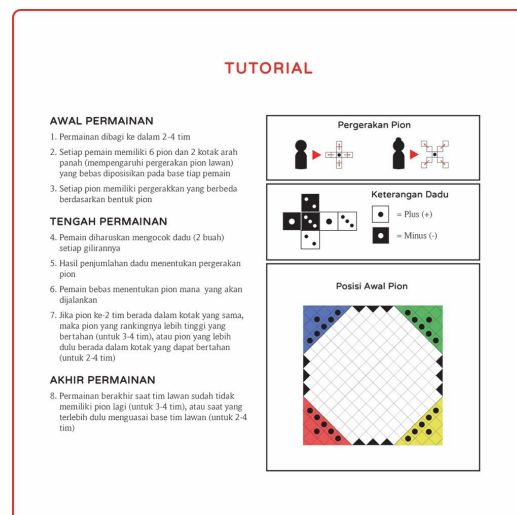 TUTORIAL
AWAL PERMAINAN
1. Permainan dibagi ke dalam 2-4 tim
2. Setiap pemain memiliki 6 pion dan 2 kotak arah
panah (mempengaruhi pergerakan pion lawan)
yang bebas diposisikan pada base tiap pemain
3. Setiap pion memiliki pergerakkan yang berbeda
berdasarkan bentuk pion
TENGAH PERMAINAN
4. Pemain diharuskan mengocok dadu (2 buah)
setiap gilirannya
5. Hasil penjumlahan dadu menentukan pergerakan
pion
6. Pemain bebas menentukan pion mana yang akan
dijalankan
7. Jika pion ke-2 tim berada dalam kotak yang sama,
maka pion yang rankingnya lebih tinggi yang
bertahan (untuk 3-4 tim), atau pion yang lebih
dulu berada dalam kotak yang dapat bertahan
(untuk 2-4 tim)
AKHIR PERMAINAN
8. Permainan berakhir saat tim lawan sudah tidak
memiliki pion lagi (untuk 3-4 tim), atau saat yang
terlebih dulu menguasai base tim lawan (untuk 2-4
tim)
Pergerakan Pion
Keterangan Dadu
= Plus (+)
= Minus (-)
Posisi Awal Pion